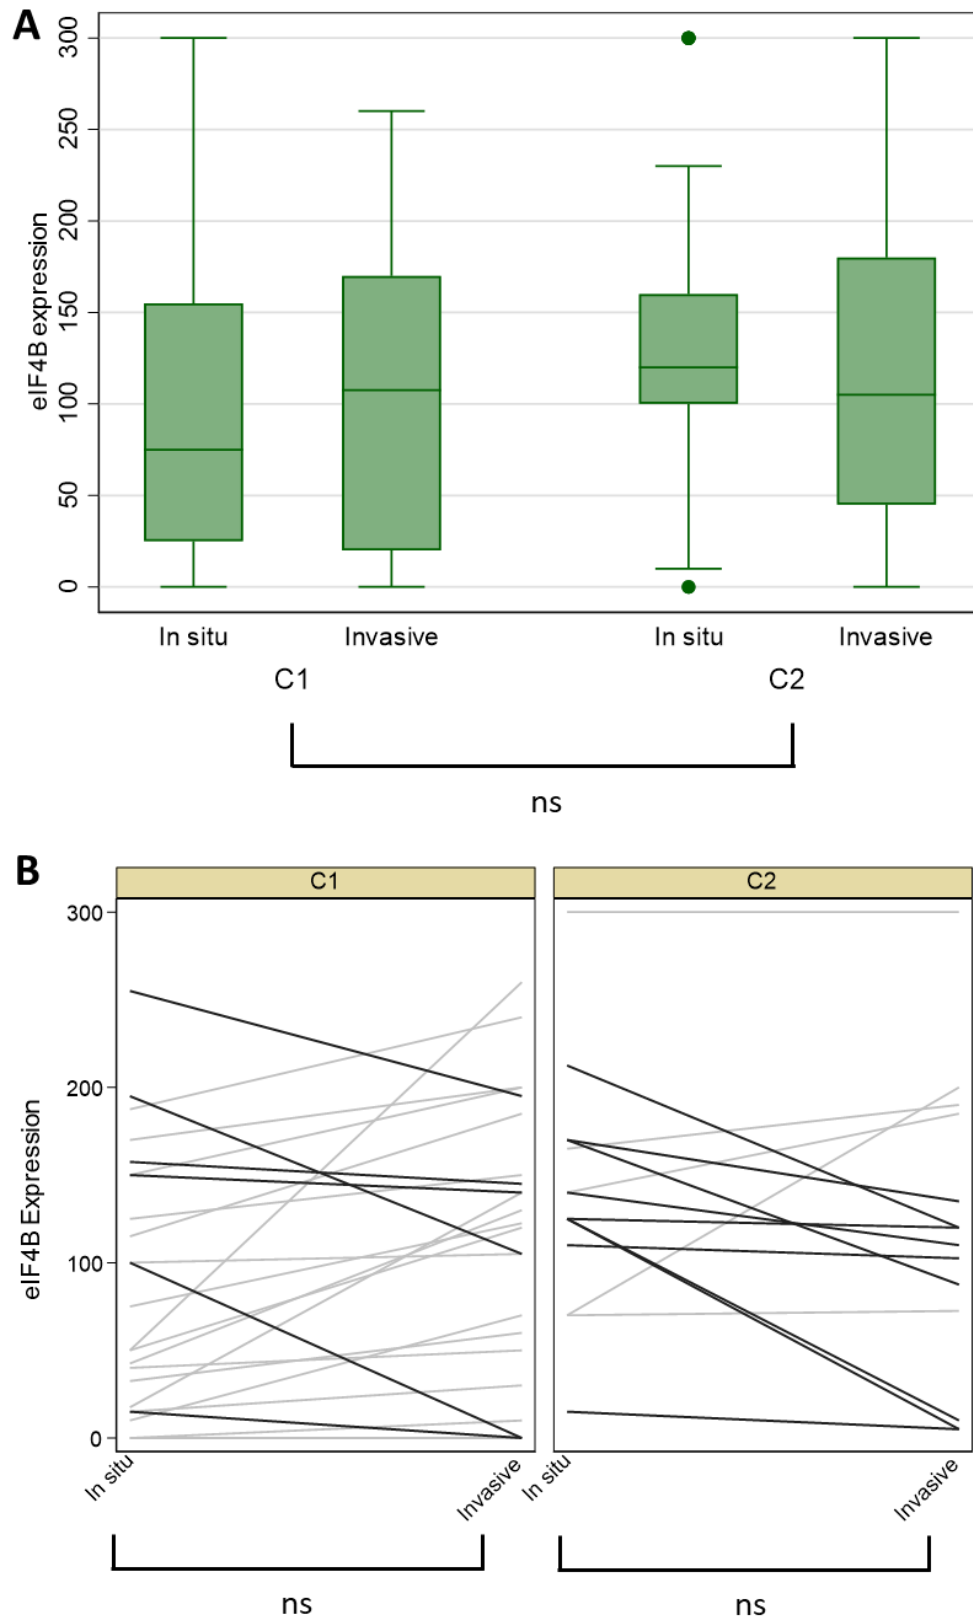 A
eIF4B expression
300
250
200
150
100
50
0
In situ Invasive In situ Invasive
C1 C2
ns
B
C1 C2
eIF4B Expression
300
200
100
0
In situ Invasive In situ Invasive
ns ns